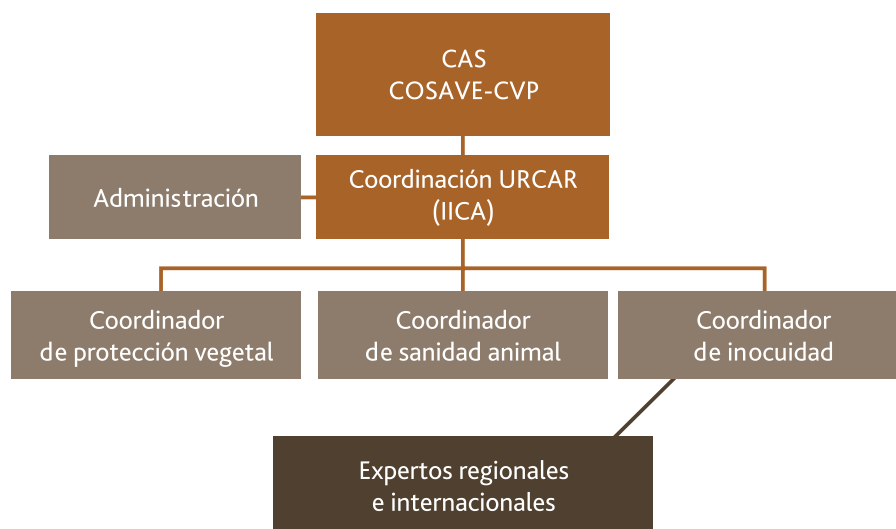 CAS
COSAVE-CVP
Administración
Coordinación URCAR
(IICA)
Coordinador
de protección vegetal
Coordinador
de sanidad animal
Coordinador
de inocuidad
Expertos regionales
e internacionales